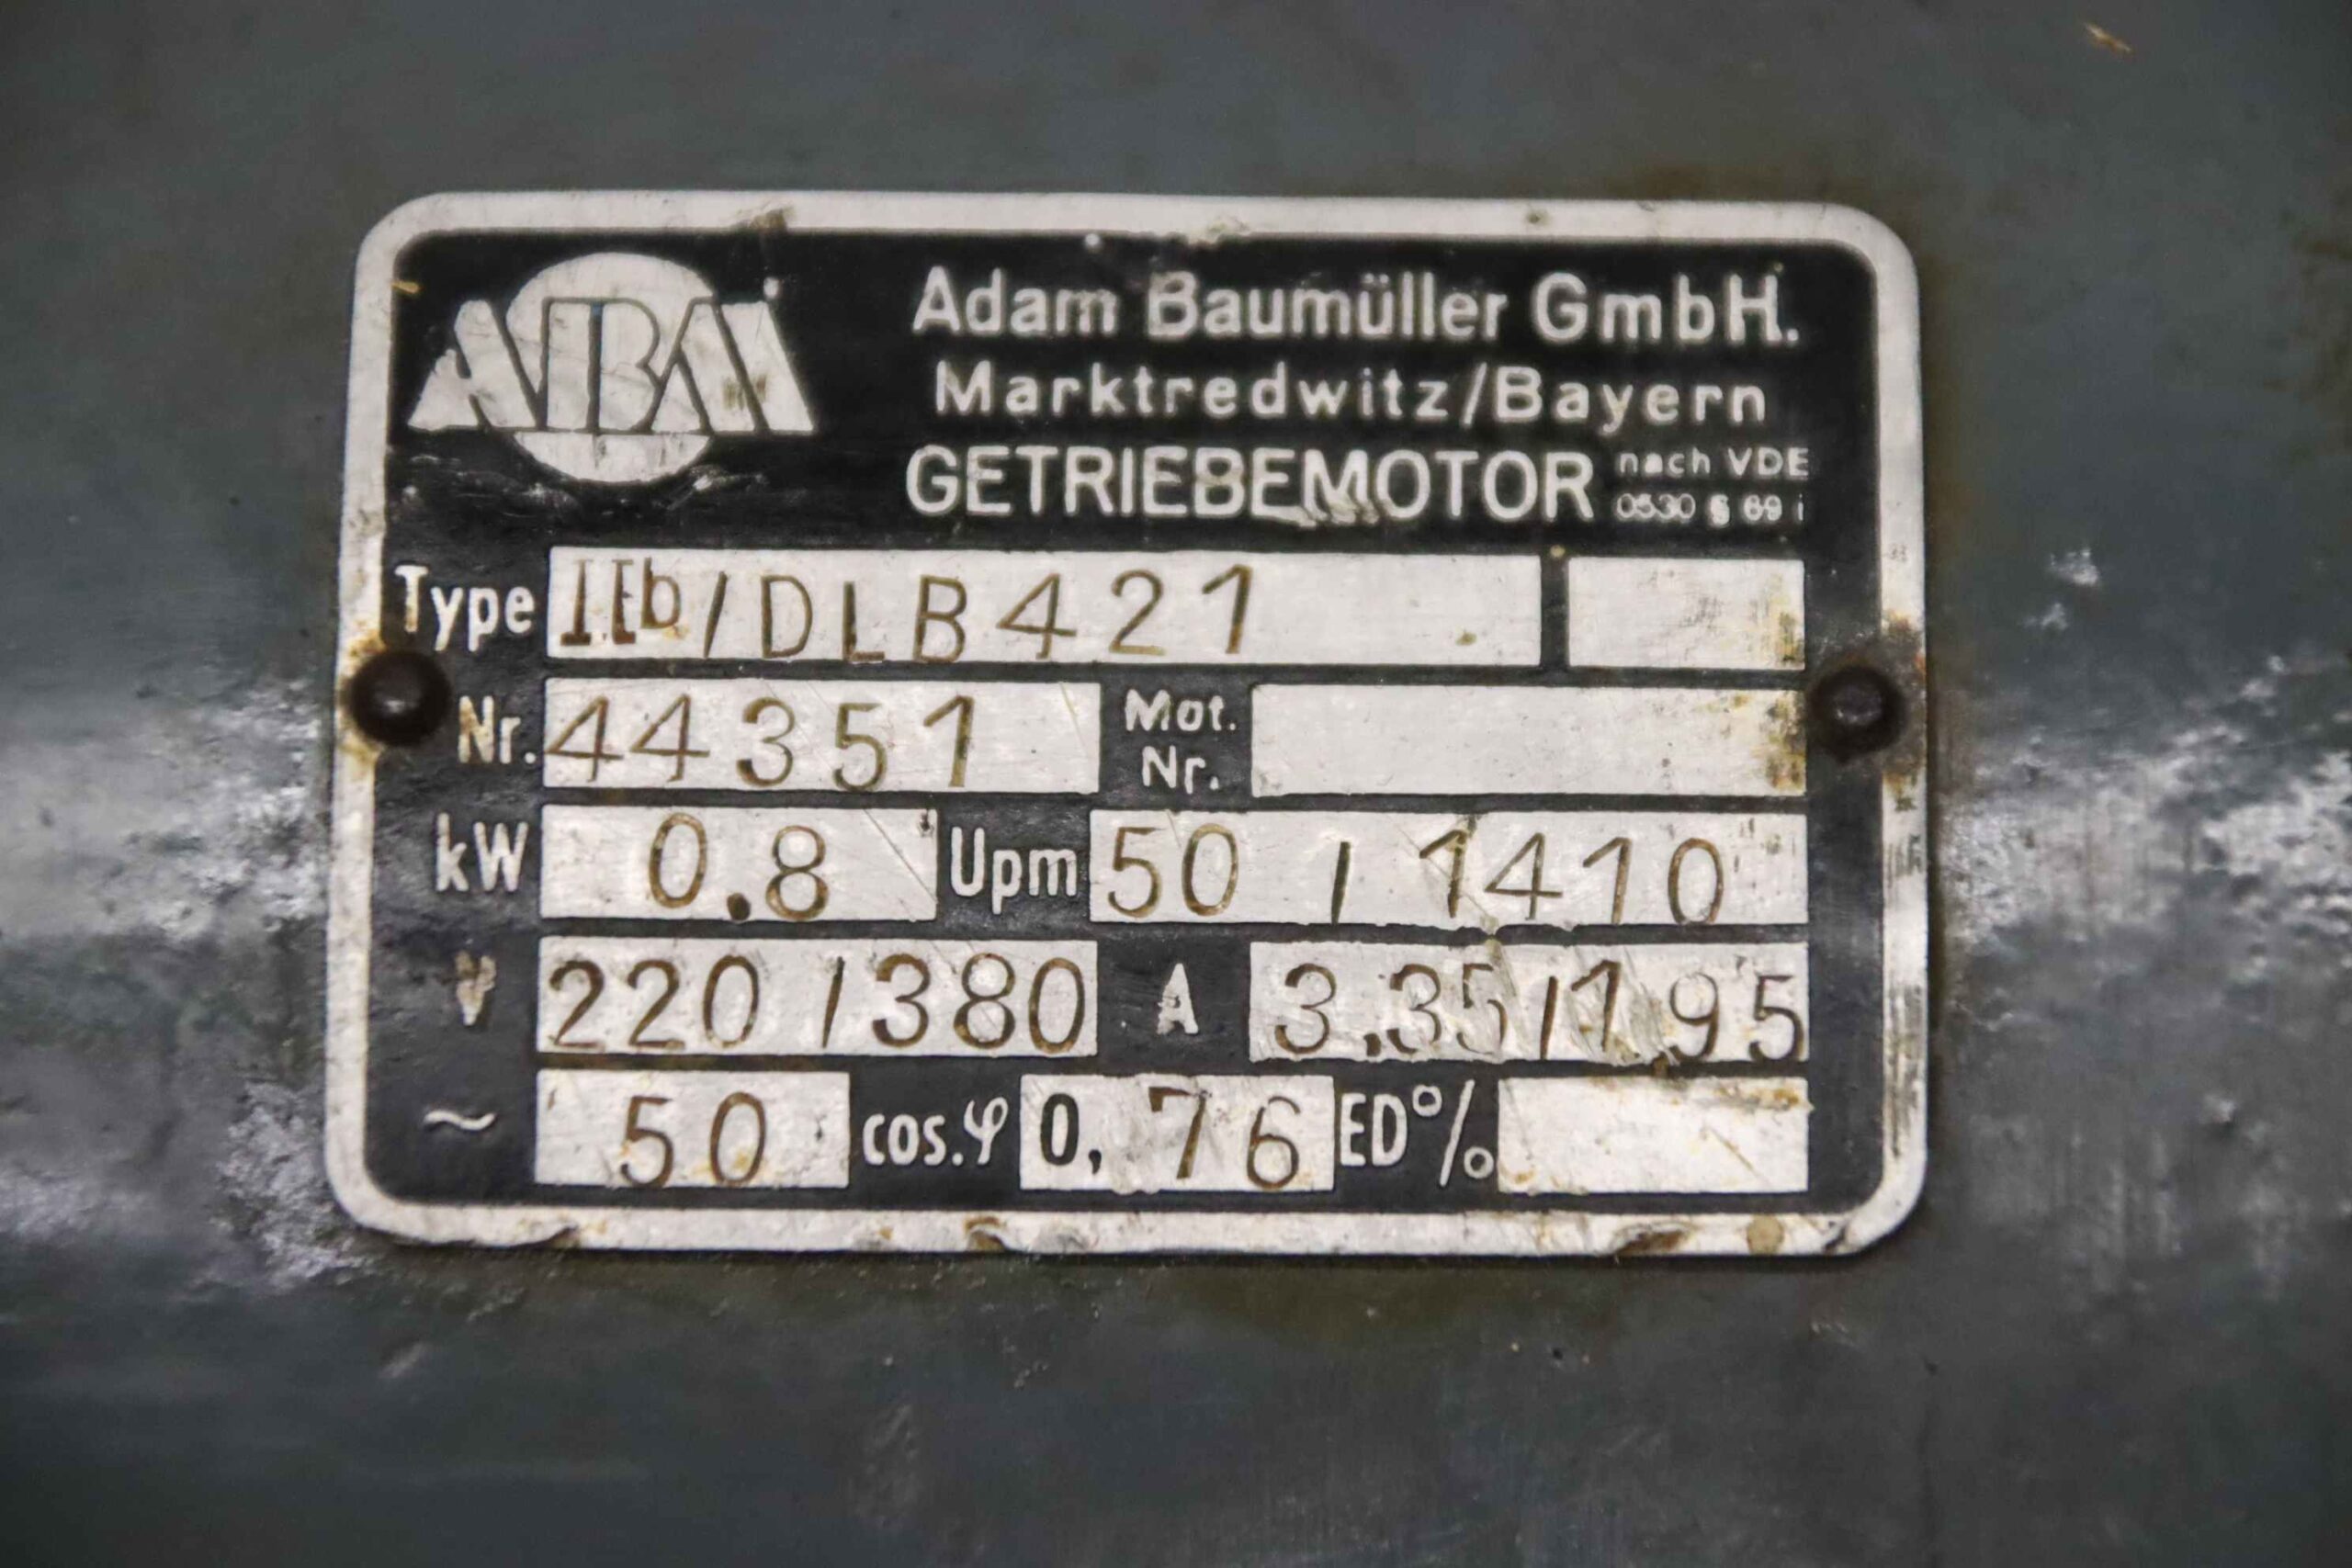 ABM
Adam Baumüller GmbH.
Marktredwitz/Bayern
GETRIEBEMOTOR nach VDE 0530 § 69 i
Type IIb/DLB421
Nr. 44351 Mot. Nr.
kW 0.8 Upm 50 / 1410
V 220/380 A 3.35/1.95
~ 50 cos.φ 0,76 ED%